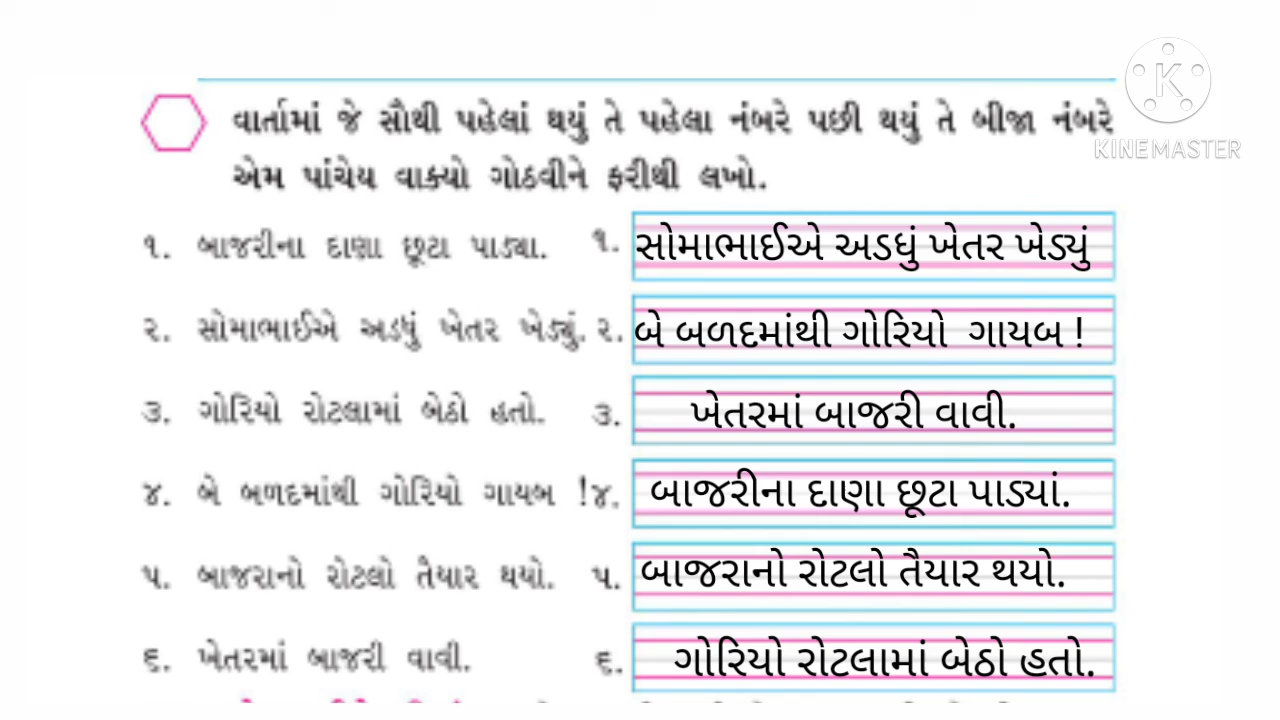 વાર્તામાં જે સૌથી પહેલાં થયું તે પહેલા નંબરે પછી થયું તે બીજા નંબરે
એમ પાંચેય વાક્યો ગોઠવીને ફરીથી લખો.
૧. બાજરીના દાણા છૂટા પાડ્યા. ૧. સોમાભાઈએ અડધું ખેતર ખેડ્યું
૨. સોમાભાઈએ અડધું ખેતર ખેડ્યું. ૨. બે બળદમાંથી ગોરિયો ગાયબ !
૩. ગોરિયો રોટલામાં બેઠો હતો. ૩. ખેતરમાં બાજરી વાવી.
૪. બે બળદમાંથી ગોરિયો ગાયબ ! ૪. બાજરીના દાણા છૂટા પાડ્યાં.
૫. બાજરાનો રોટલો તૈયાર થયો. ૫. બાજરાનો રોટલો તૈયાર થયો.
૬. ખેતરમાં બાજરી વાવી. ૬. ગોરિયો રોટલામાં બેઠો હતો.
K
KINEMASTER